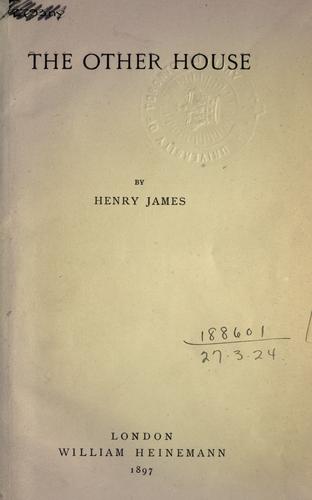 THE OTHER HOUSE
BY
HENRY JAMES
188601
27.3.24.
LONDON
WILLIAM HEINEMANN
1897